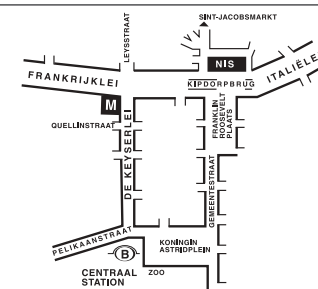 SINT-JACOBSMARKT
LEYSSTRAAT
NIS
ITALIËLEI
FRANKRIJKLEI
KIPDORPBRUG
M
QUELLINSTRAAT
DE KEYSERLEI
FRANKLIN
ROOSEVELT
PLAATS
GEMEENTESTRAAT
PELIKAANSTRAAT
KONINGIN
ASTRIDPLEIN
B
CENTRAAL
STATION
ZOO